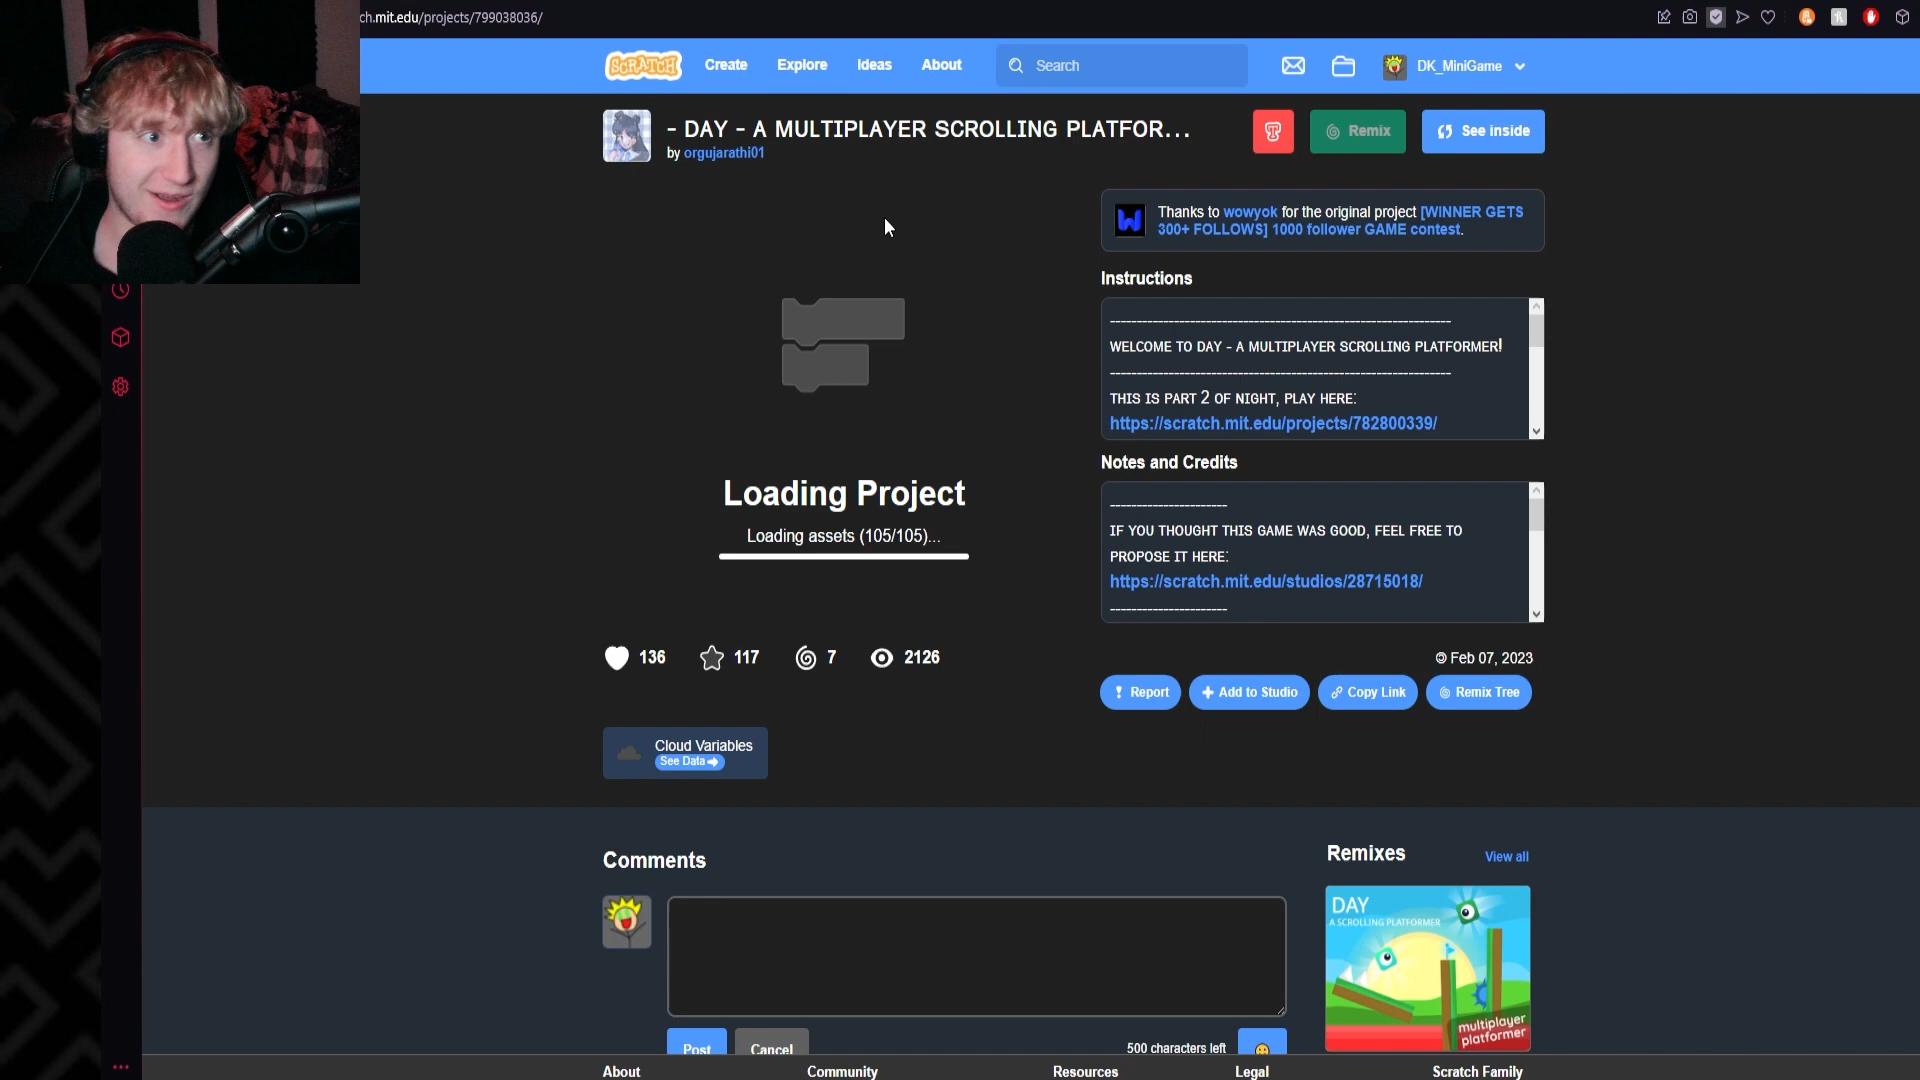 ch.mit.edu/projects/799038036/
SCRATCH
Create
Explore
Ideas
About
Search
DK_MiniGame
- DAY - A MULTIPLAYER SCROLLING PLATFOR...
by orgujarathi01
Remix
See inside
Thanks to wowyok for the original project [WINNER GETS
300+ FOLLOWS] 1000 follower GAME contest.
Instructions
----------------------------------------------------------------
WELCOME TO DAY - A MULTIPLAYER SCROLLING PLATFORMER!
----------------------------------------------------------------
THIS IS PART 2 OF NIGHT, PLAY HERE:
https://scratch.mit.edu/projects/782800339/
Loading Project
Loading assets (105/105)...
Notes and Credits
----------------------
IF YOU THOUGHT THIS GAME WAS GOOD, FEEL FREE TO
PROPOSE IT HERE:
https://scratch.mit.edu/studios/28715018/
----------------------
136
117
7
2126
© Feb 07, 2023
Report
Add to Studio
Copy Link
Remix Tree
Cloud Variables
See Data
Comments
Remixes
View all
DAY
A SCROLLING PLATFORMER
multiplayer
platformer
Post
Cancel
500 characters left
About
Community
Resources
Legal
Scratch Family